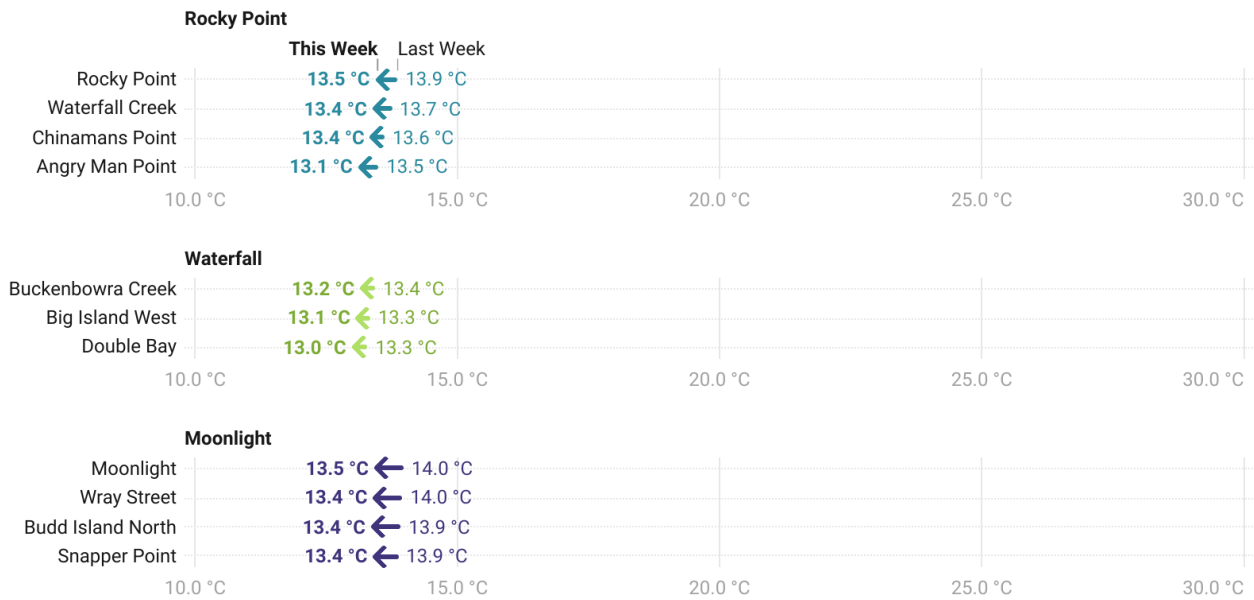 Rocky Point
This Week Last Week
Rocky Point 13.5 °C 13.9 °C
Waterfall Creek 13.4 °C 13.7 °C
Chinamans Point 13.4 °C 13.6 °C
Angry Man Point 13.1 °C 13.5 °C
10.0 °C 15.0 °C 20.0 °C 25.0 °C 30.0 °C
Waterfall
Buckenbowra Creek 13.2 °C 13.4 °C
Big Island West 13.1 °C 13.3 °C
Double Bay 13.0 °C 13.3 °C
10.0 °C 15.0 °C 20.0 °C 25.0 °C 30.0 °C
Moonlight
Moonlight 13.5 °C 14.0 °C
Wray Street 13.4 °C 14.0 °C
Budd Island North 13.4 °C 13.9 °C
Snapper Point 13.4 °C 13.9 °C
10.0 °C 15.0 °C 20.0 °C 25.0 °C 30.0 °C